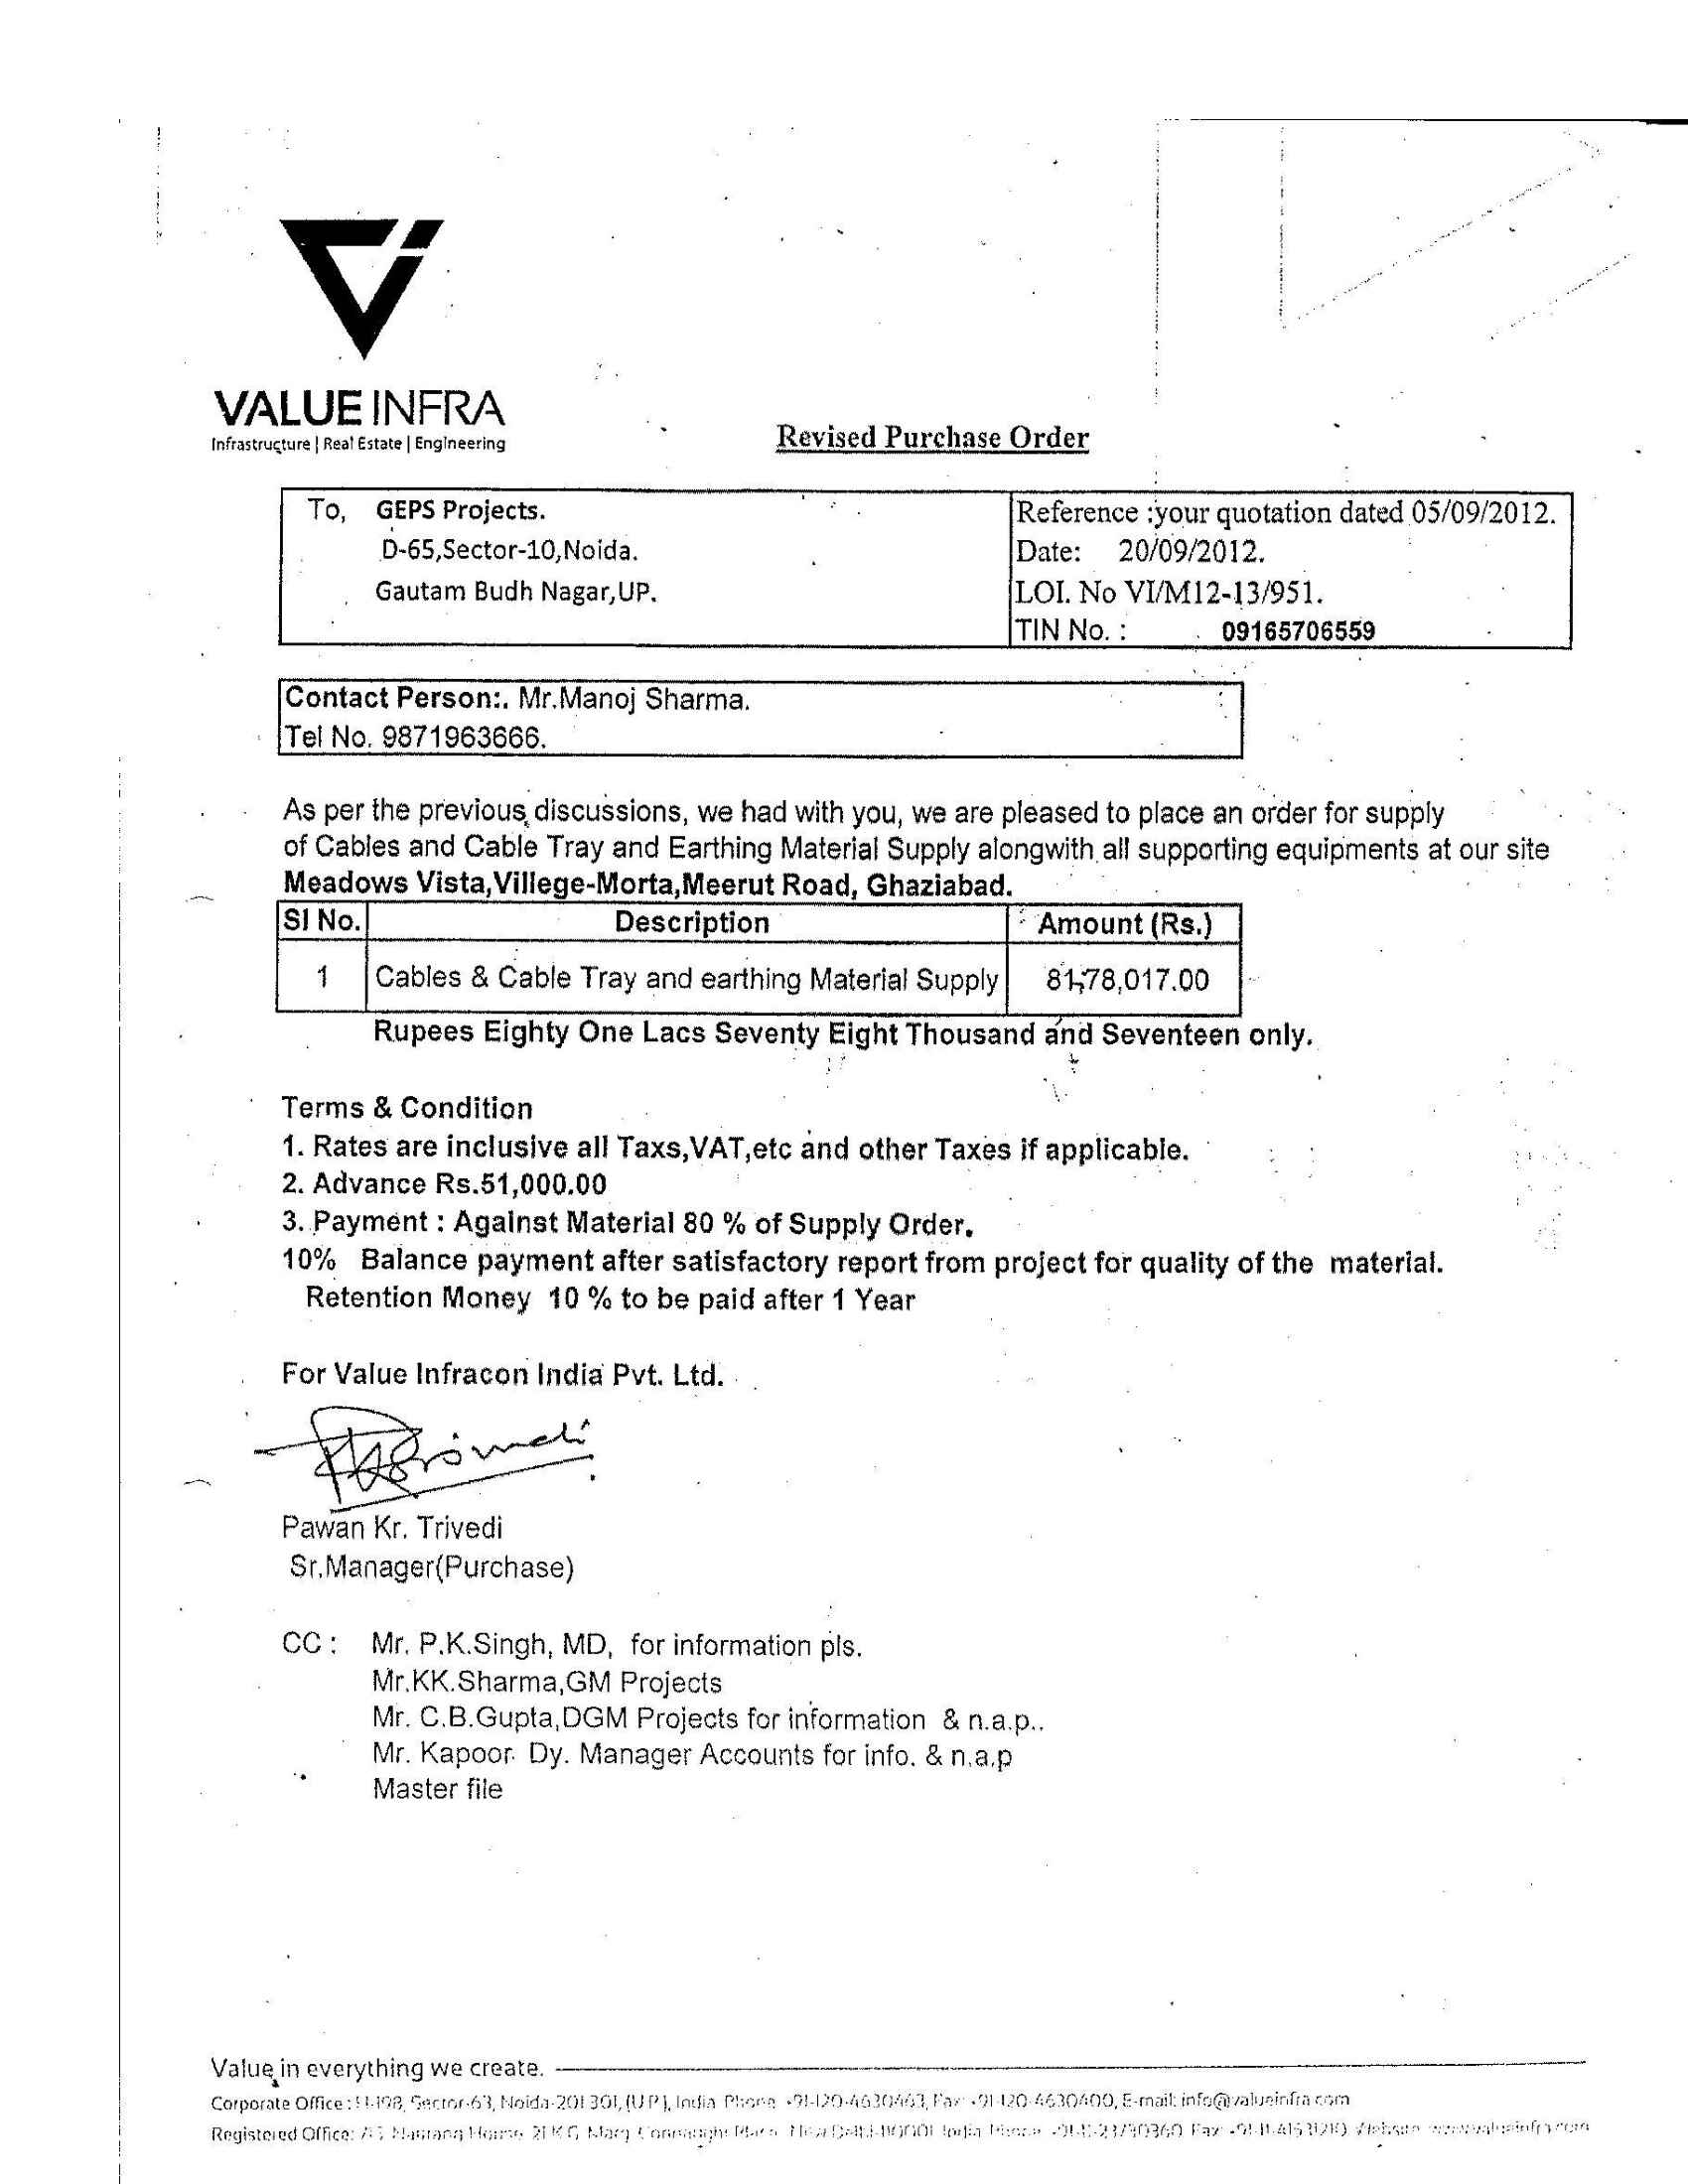 VALUE INFRA
Infrastructure | Real Estate | Engineering
Revised Purchase Order
To, GEPS Projects.
D-65,Sector-10,Noida.
Gautam Budh Nagar,UP.
Reference :your quotation dated 05/09/2012.
Date: 20/09/2012.
LOI. No VI/M12-13/951.
TIN No. : 09165706559
Contact Person:. Mr.Manoj Sharma.
Tel No. 9871963666.
As per the previous discussions, we had with you, we are pleased to place an order for supply
of Cables and Cable Tray and Earthing Material Supply alongwith all supporting equipments at our site
Meadows Vista,Villege-Morta,Meerut Road, Ghaziabad.
Sl No. Description Amount (Rs.)
1 Cables & Cable Tray and earthing Material Supply 81,78,017.00
Rupees Eighty One Lacs Seventy Eight Thousand and Seventeen only.
Terms & Condition
1. Rates are inclusive all Taxs,VAT,etc and other Taxes if applicable.
2. Advance Rs.51,000.00
3. Payment : Against Material 80 % of Supply Order.
10% Balance payment after satisfactory report from project for quality of the material.
Retention Money 10 % to be paid after 1 Year
For Value Infracon India Pvt. Ltd.
Pawan Kr. Trivedi
Sr.Manager(Purchase)
CC : Mr. P.K.Singh, MD, for information pls.
Mr.KK.Sharma,GM Projects
Mr. C.B.Gupta,DGM Projects for information & n.a.p..
Mr. Kapoor. Dy. Manager Accounts for info. & n.a.p
Master file
Value in everything we create.
Corporate Office : Sector-63, Noida-201301,(UP), India Phone +91-120-4630463, Fax +91-120-4630400, E-mail: info@valueinfra.com
Registered Office: